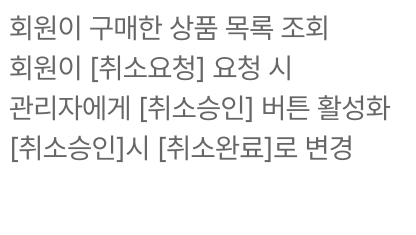 회원이 구매한 상품 목록 조회
회원이 [취소요청] 요청 시
관리자에게 [취소승인] 버튼 활성화
[취소승인]시 [취소완료]로 변경